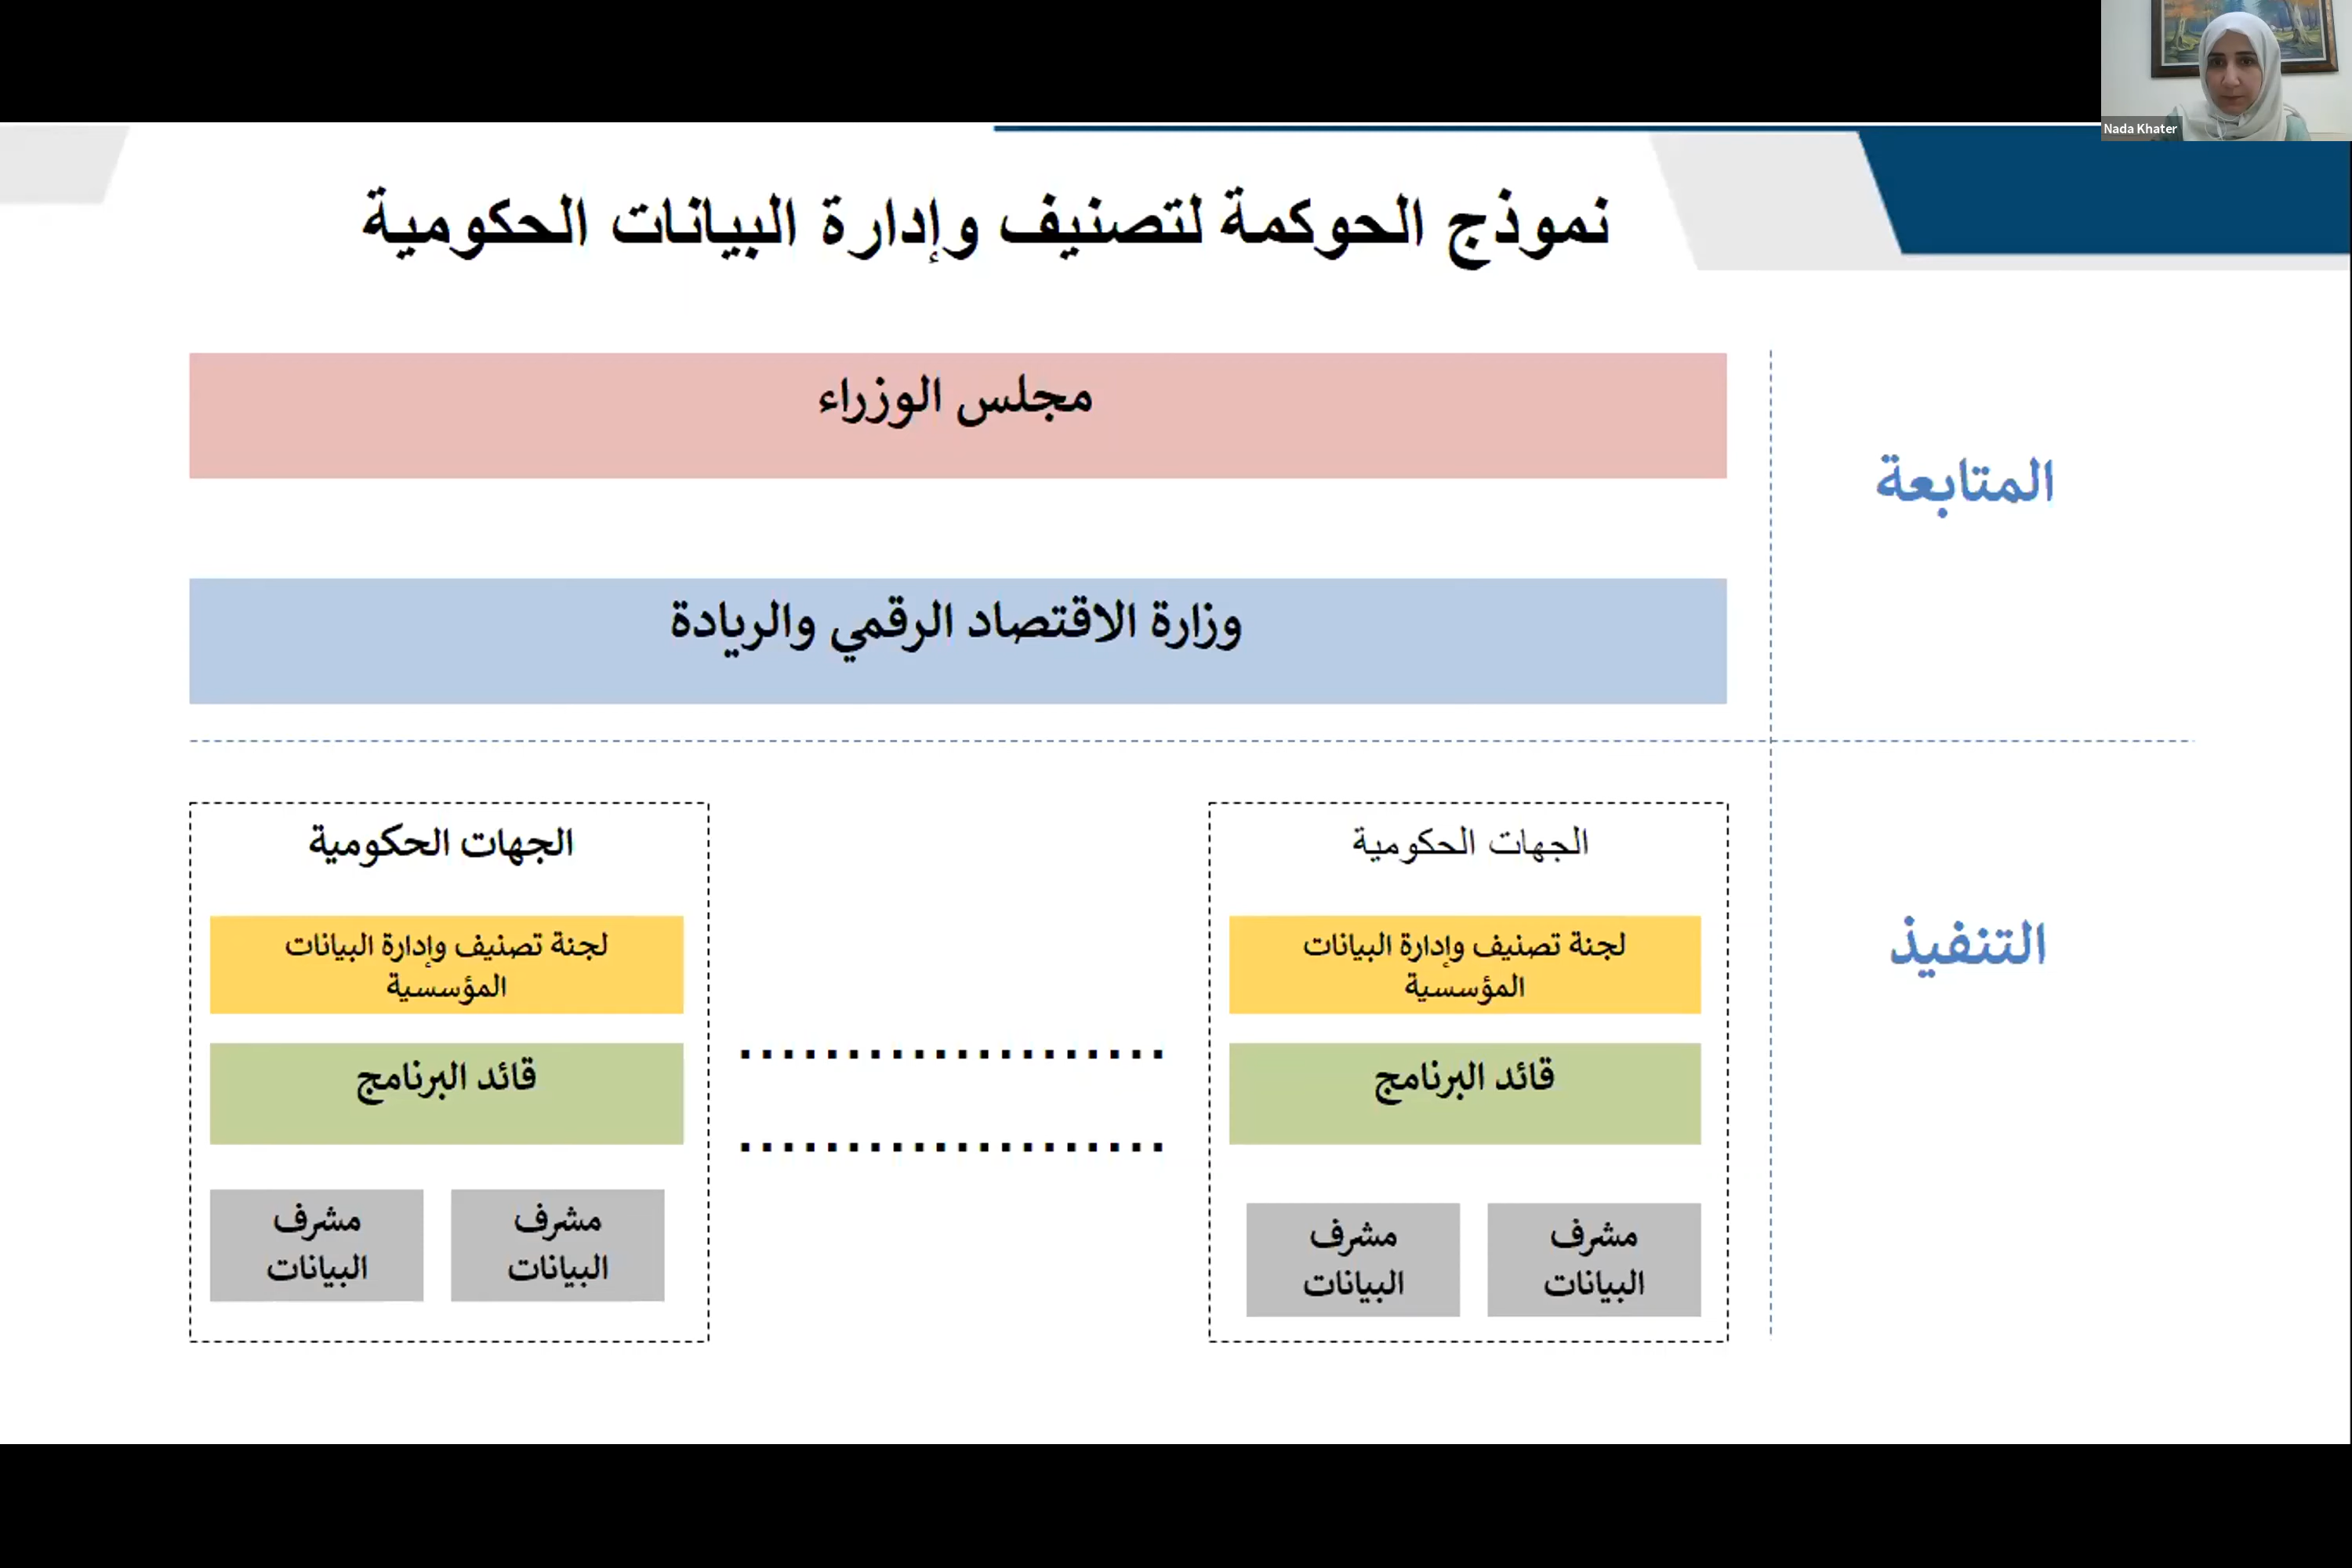 Nada Khater
نموذج الحوكمة لتصنيف وإدارة البيانات الحكومية
المتابعة
مجلس الوزراء
وزارة الاقتصاد الرقمي والريادة
التنفيذ
الجهات الحكومية
لجنة تصنيف وإدارة البيانات
المؤسسية
قائد البرنامج
مشرف
البيانات
مشرف
البيانات
....................
....................
الجهات الحكومية
لجنة تصنيف وإدارة البيانات
المؤسسية
قائد البرنامج
مشرف
البيانات
مشرف
البيانات